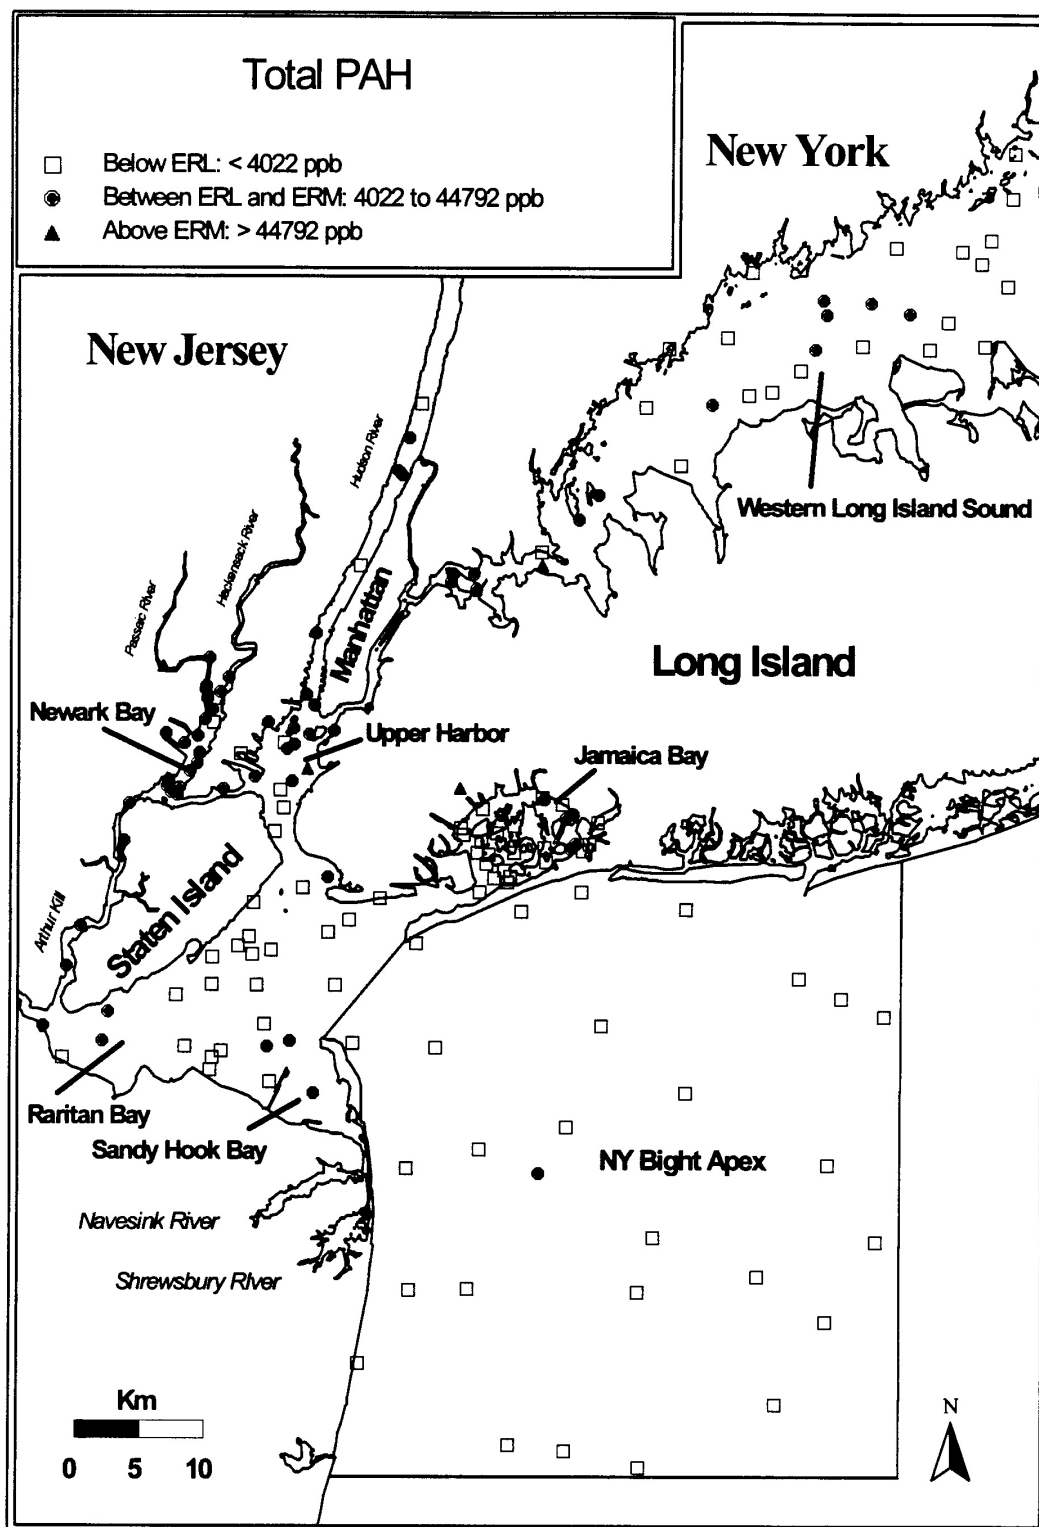 Total PAH
Below ERL: < 4022 ppb
Between ERL and ERM: 4022 to 44792 ppb
Above ERM: > 44792 ppb
New York
New Jersey
Hudson River
Hackensack River
Passaic River
Western Long Island Sound
Manhattan
Long Island
Newark Bay
Upper Harbor
Jamaica Bay
Staten Island
Arthur Kill
Raritan Bay
Sandy Hook Bay
NY Bight Apex
Navesink River
Shrewsbury RIver
Km
0 5 10
N